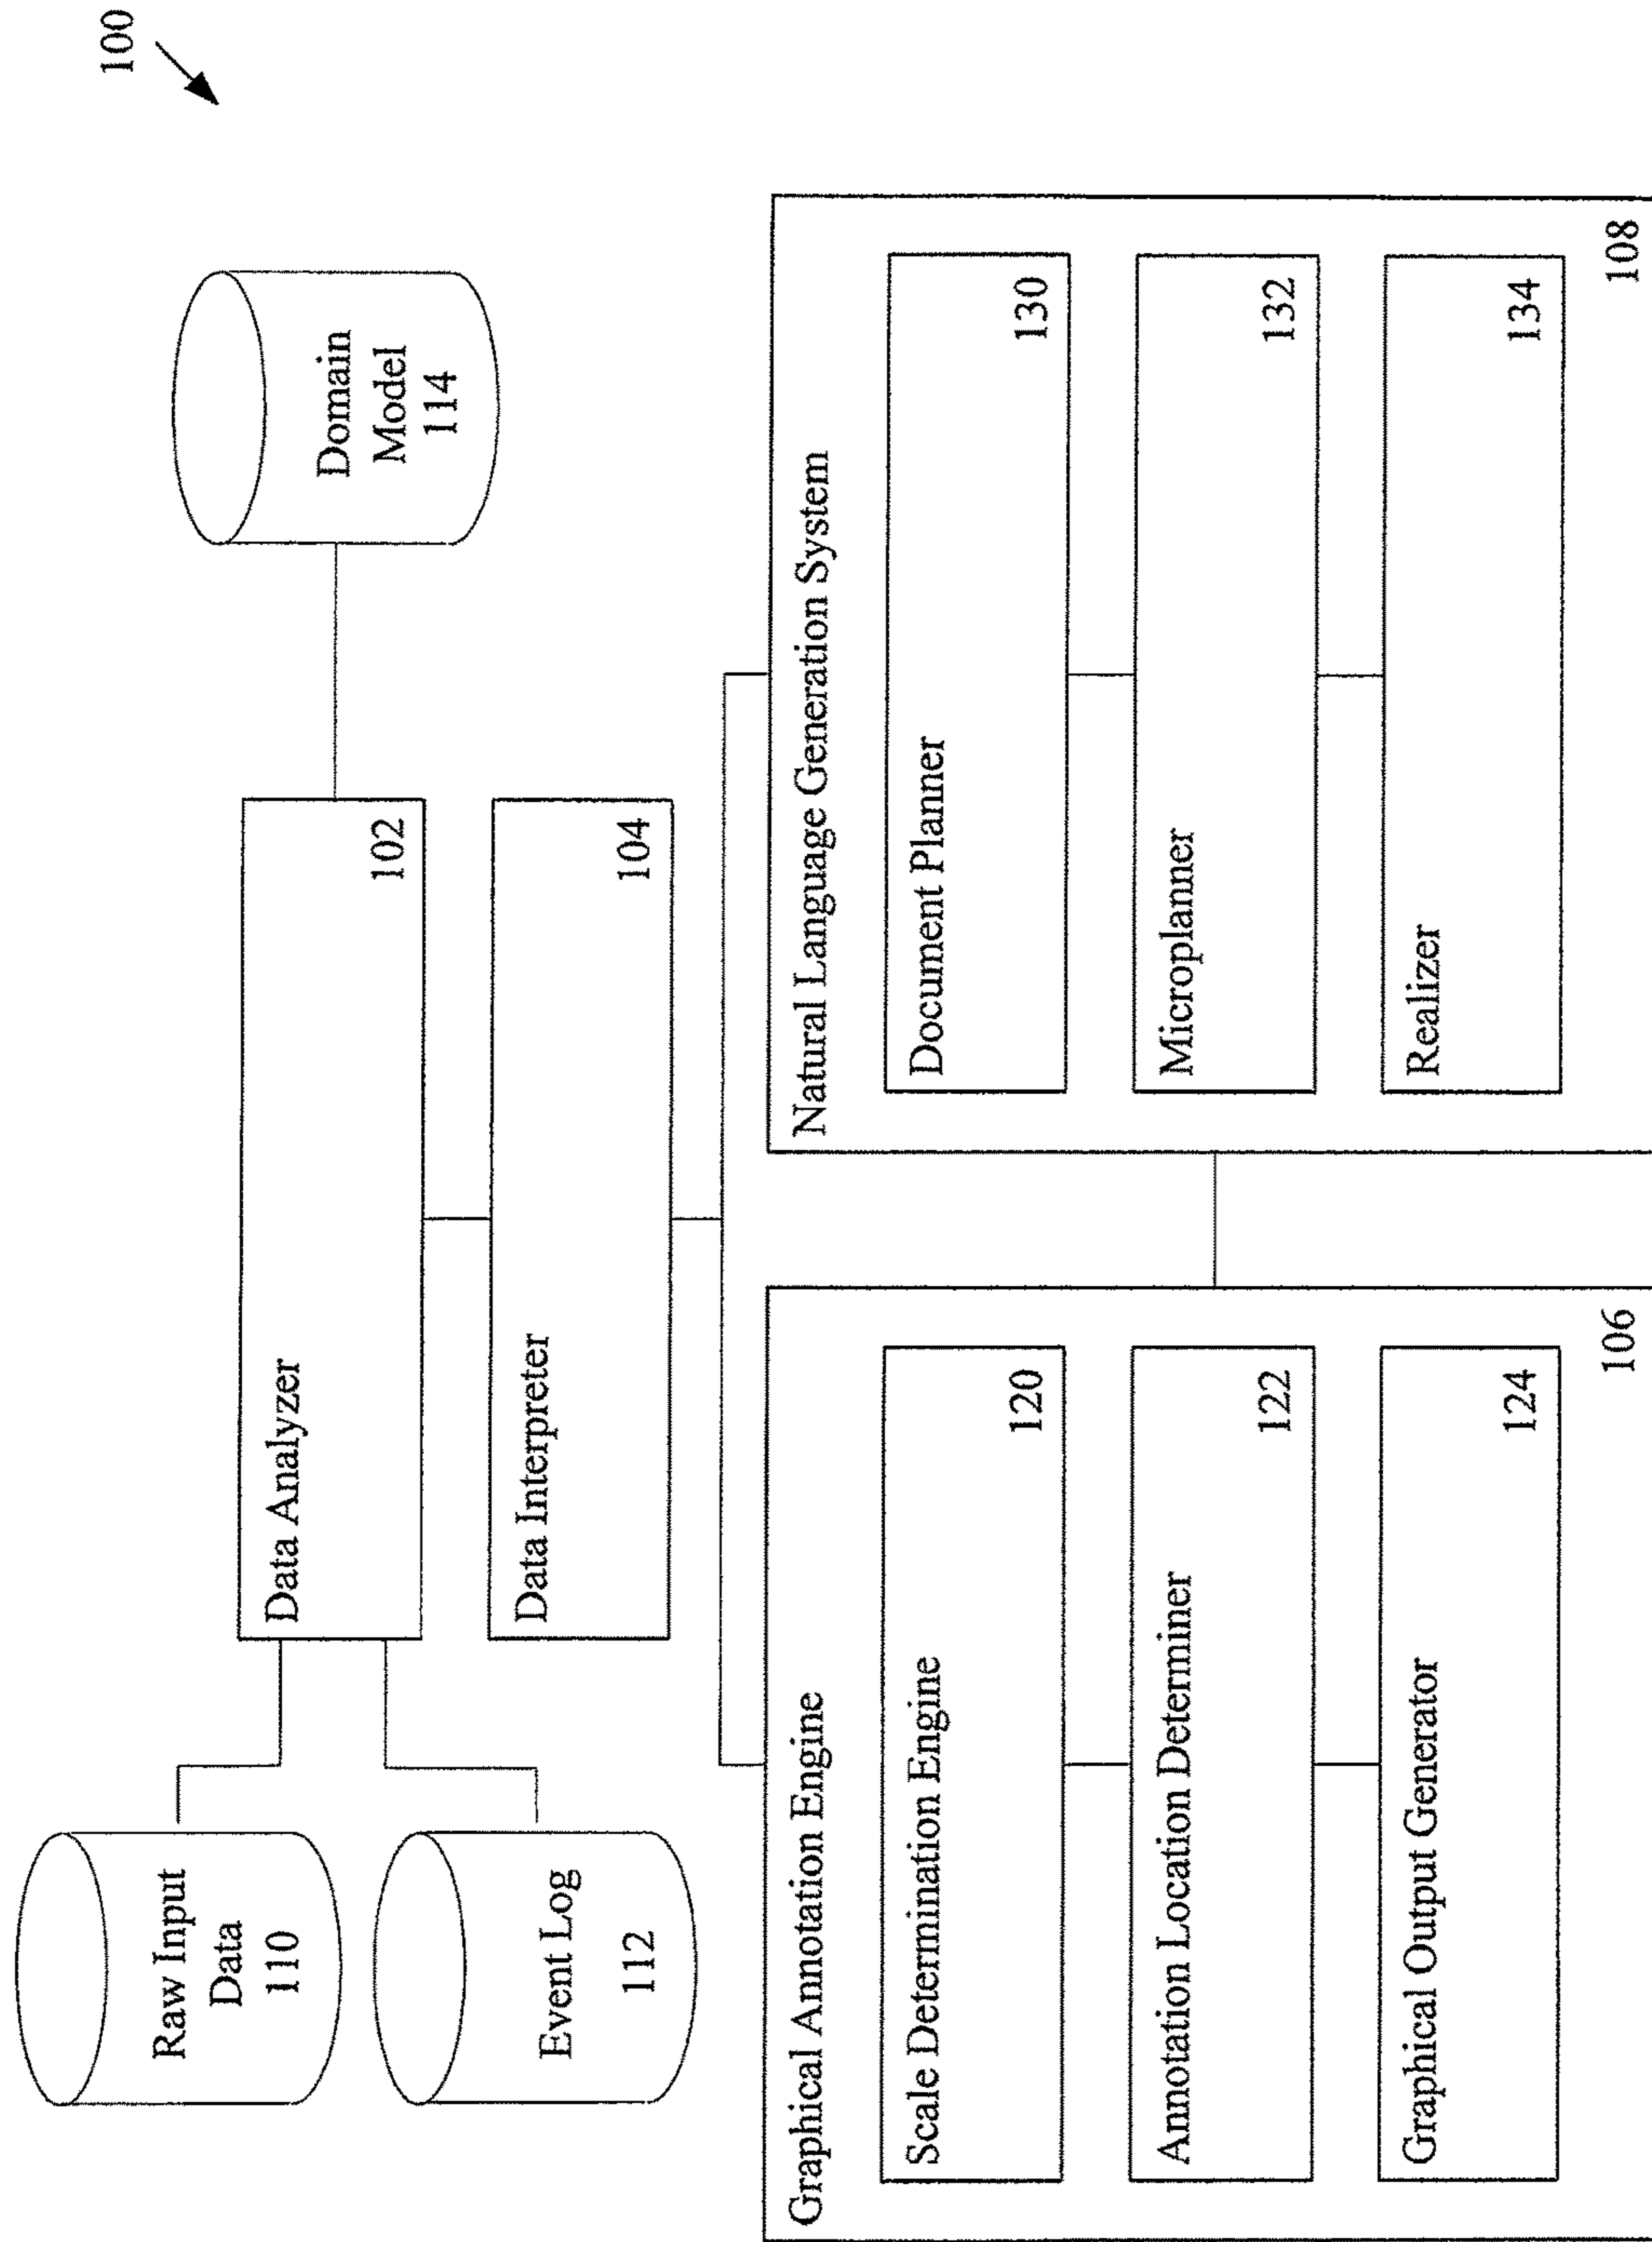 100
Raw Input
Data
110
Event Log
112
Domain
Model
114
Data Analyzer
102
Data Interpreter
104
Graphical Annotation Engine
Scale Determination Engine
120
Annotation Location Determiner
122
Graphical Output Generator
124
106
Natural Language Generation System
Document Planner
130
Microplanner
132
Realizer
134
108